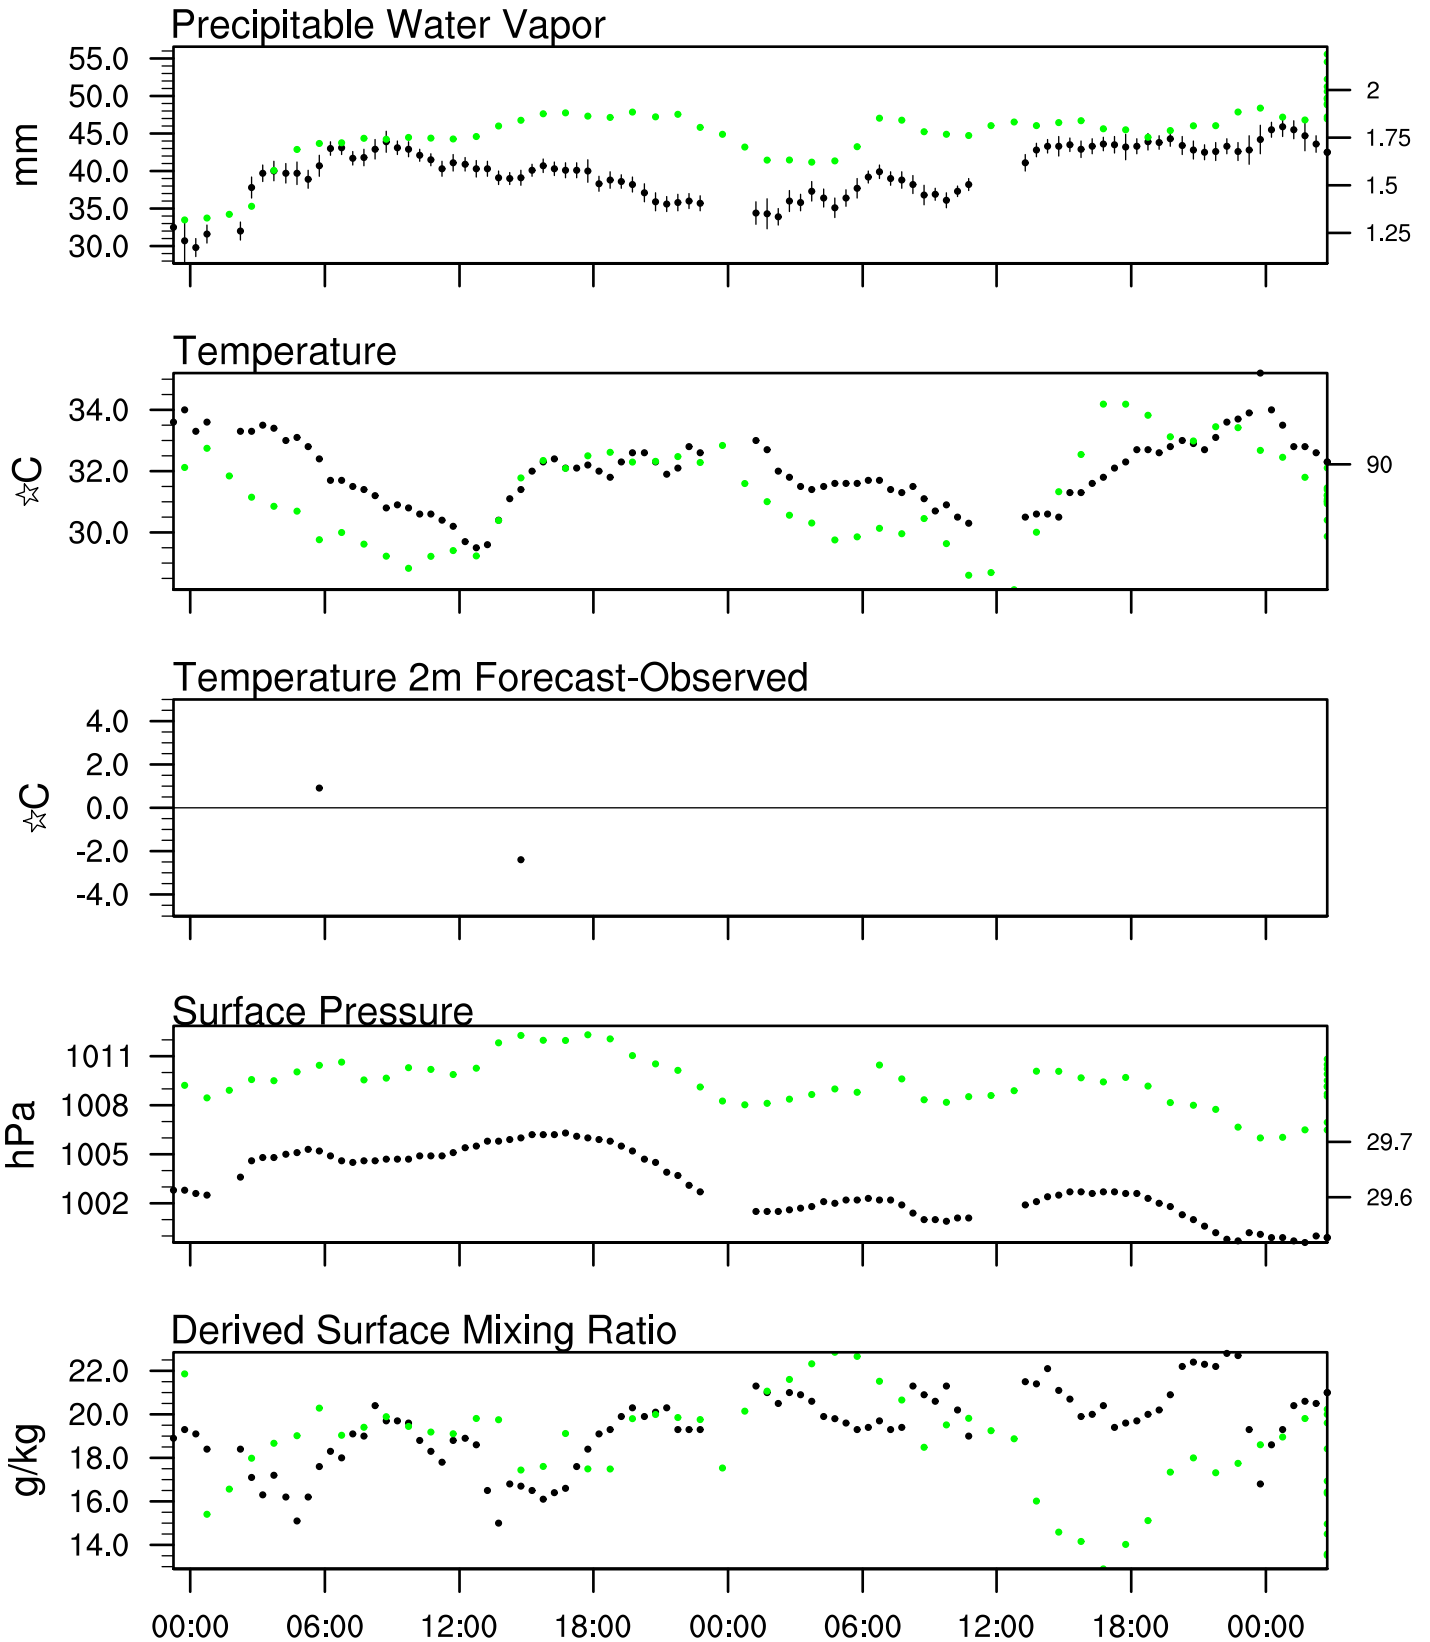 Precipitable Water Vapor
55.0
50.0
45.0
40.0
35.0
30.0
mm
2
1.75
1.5
1.25
Temperature
34.0
32.0
30.0
☆C
90
Temperature 2m Forecast-Observed
4.0
2.0
0.0
-2.0
-4.0
☆C
Surface Pressure
1011
1008
1005
1002
hPa
29.7
29.6
Derived Surface Mixing Ratio
22.0
20.0
18.0
16.0
14.0
g/kg
00:00 06:00 12:00 18:00 00:00 06:00 12:00 18:00 00:00